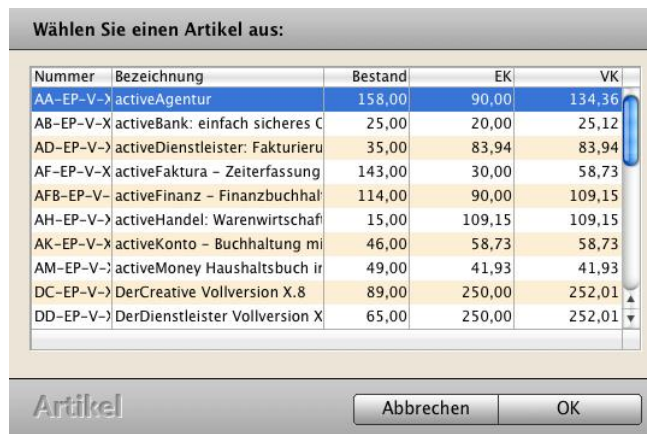 Wählen Sie einen Artikel aus:
Nummer Bezeichnung Bestand EK VK
AA-EP-V-X activeAgentur 158,00 90,00 134,36
AB-EP-V-X activeBank: einfach sicheres O 25,00 20,00 25,12
AD-EP-V-X activeDienstleister: Fakturieru 35,00 83,94 83,94
AF-EP-V-X activeFaktura - Zeiterfassung 143,00 30,00 58,73
AFB-EP-V- activeFinanz - Finanzbuchhal 114,00 90,00 109,15
AH-EP-V-X activeHandel: Warenwirtschaft 15,00 109,15 109,15
AK-EP-V-X activeKonto - Buchhaltung mi 46,00 58,73 58,73
AM-EP-V- activeMoney Haushaltsbuch in 49,00 41,93 41,93
DC-EP-V-X DerCreative Vollversion X.8 89,00 250,00 252,01
DD-EP-V- DerDienstleister Vollversion X 65,00 250,00 252,01
Artikel Abbrechen OK